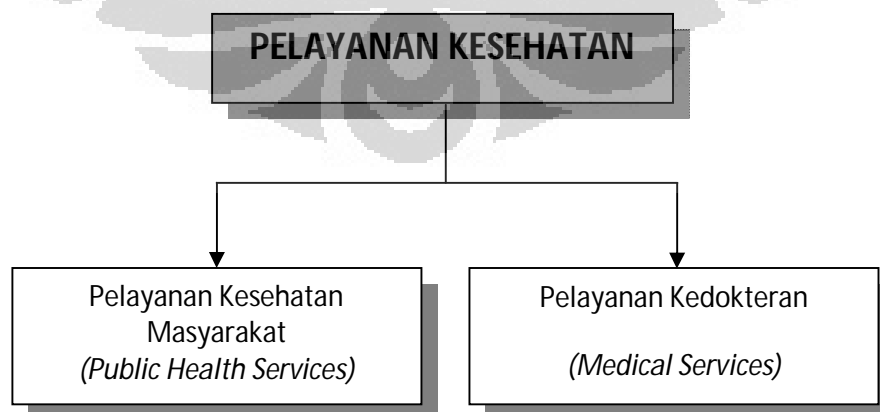 PELAYANAN KESEHATAN
Pelayanan Kesehatan
Masyarakat
(Public Health Services)
Pelayanan Kedokteran
(Medical Services)